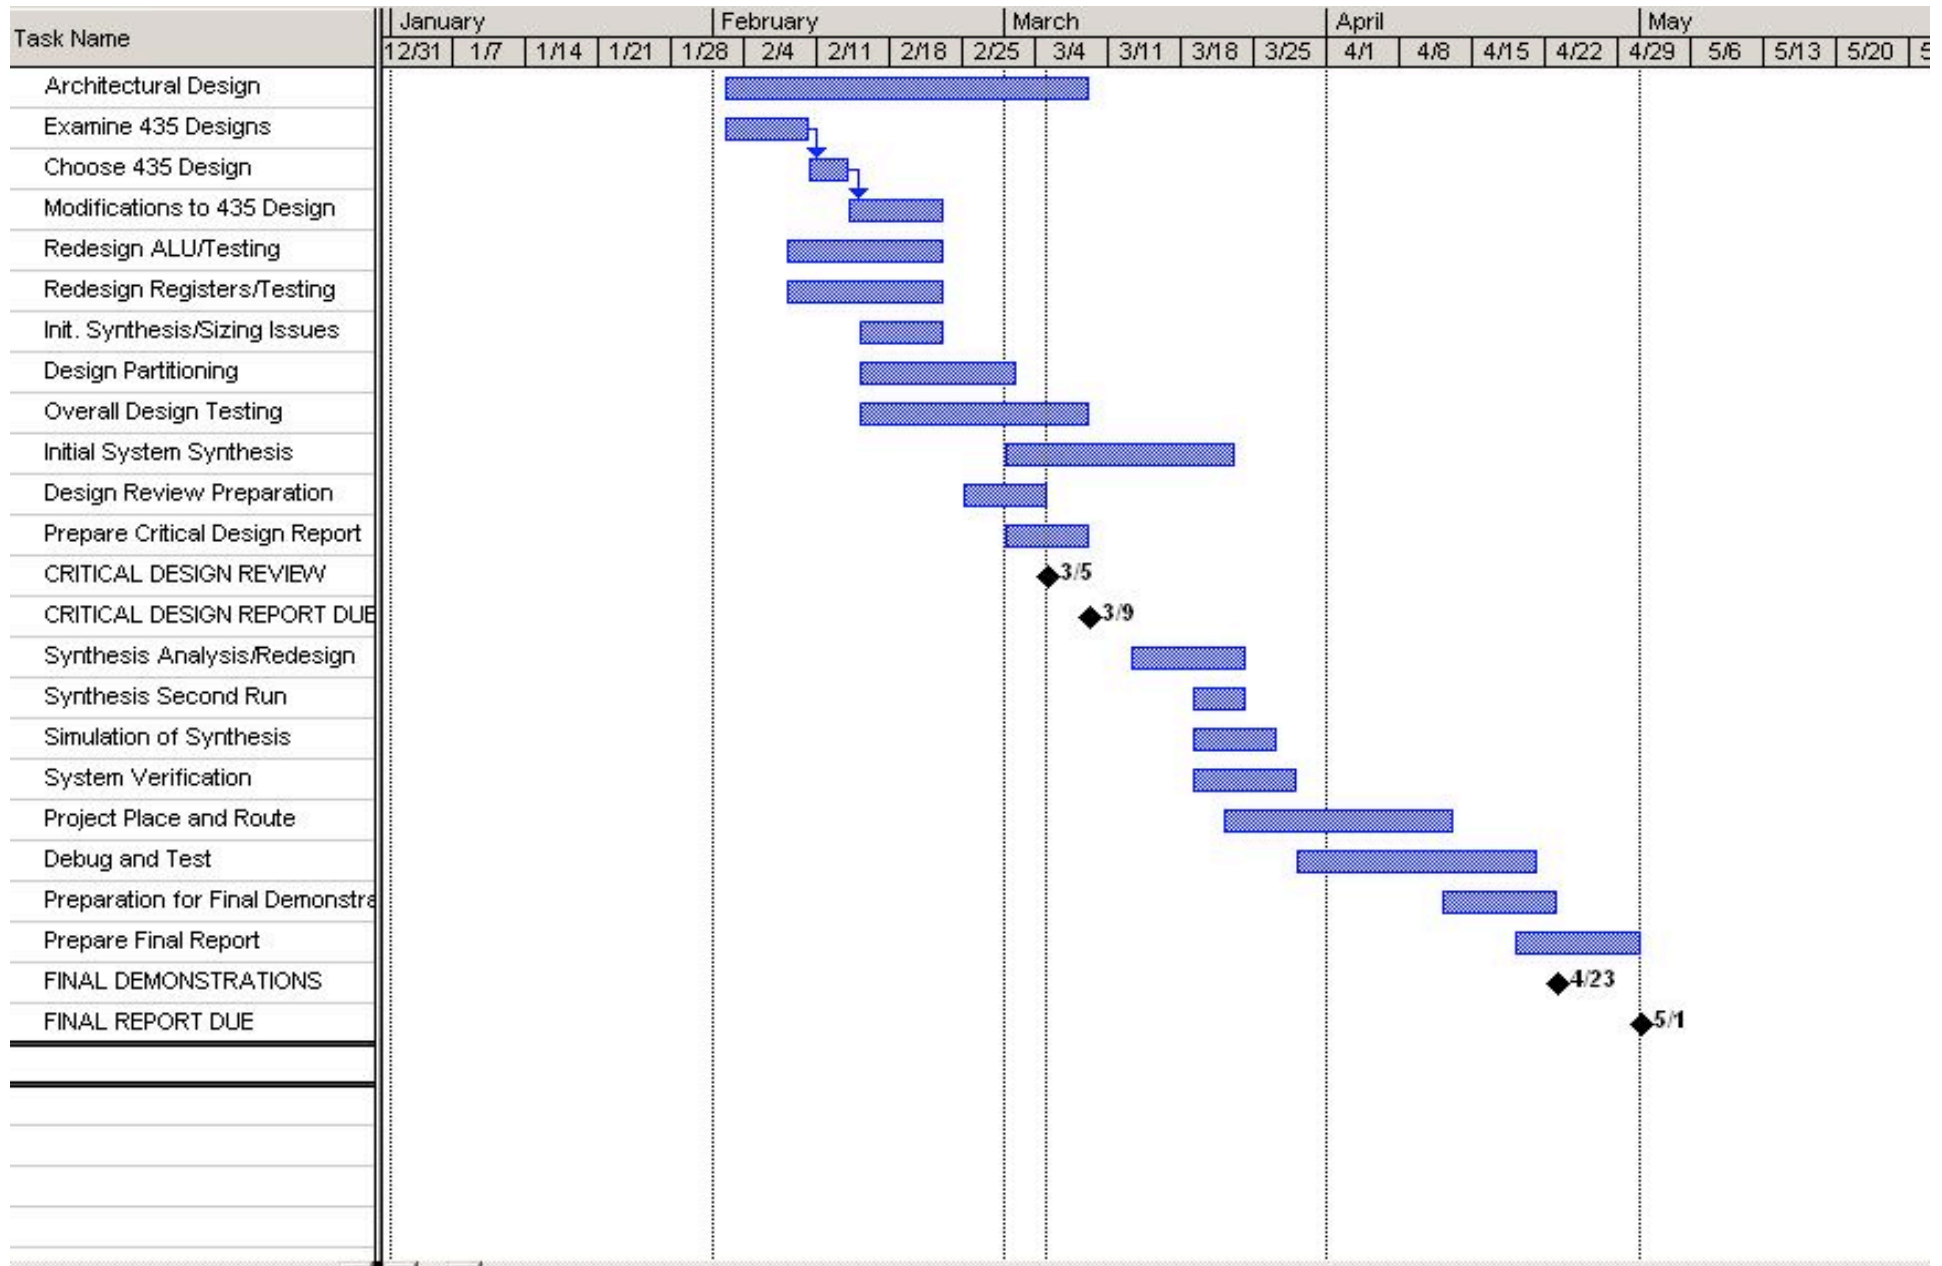 Task Name
January February March April May
12/31 1/7 1/14 1/21 1/28 2/4 2/11 2/18 2/25 3/4 3/11 3/18 3/25 4/1 4/8 4/15 4/22 4/29 5/6 5/13 5/20 5
Architectural Design
Examine 435 Designs
Choose 435 Design
Modifications to 435 Design
Redesign ALU/Testing
Redesign Registers/Testing
Init. Synthesis/Sizing Issues
Design Partitioning
Overall Design Testing
Initial System Synthesis
Design Review Preparation
Prepare Critical Design Report
CRITICAL DESIGN REVIEW 3/5
CRITICAL DESIGN REPORT DUE 3/9
Synthesis Analysis/Redesign
Synthesis Second Run
Simulation of Synthesis
System Verification
Project Place and Route
Debug and Test
Preparation for Final Demonstra
Prepare Final Report
FINAL DEMONSTRATIONS 4/23
FINAL REPORT DUE 5/1